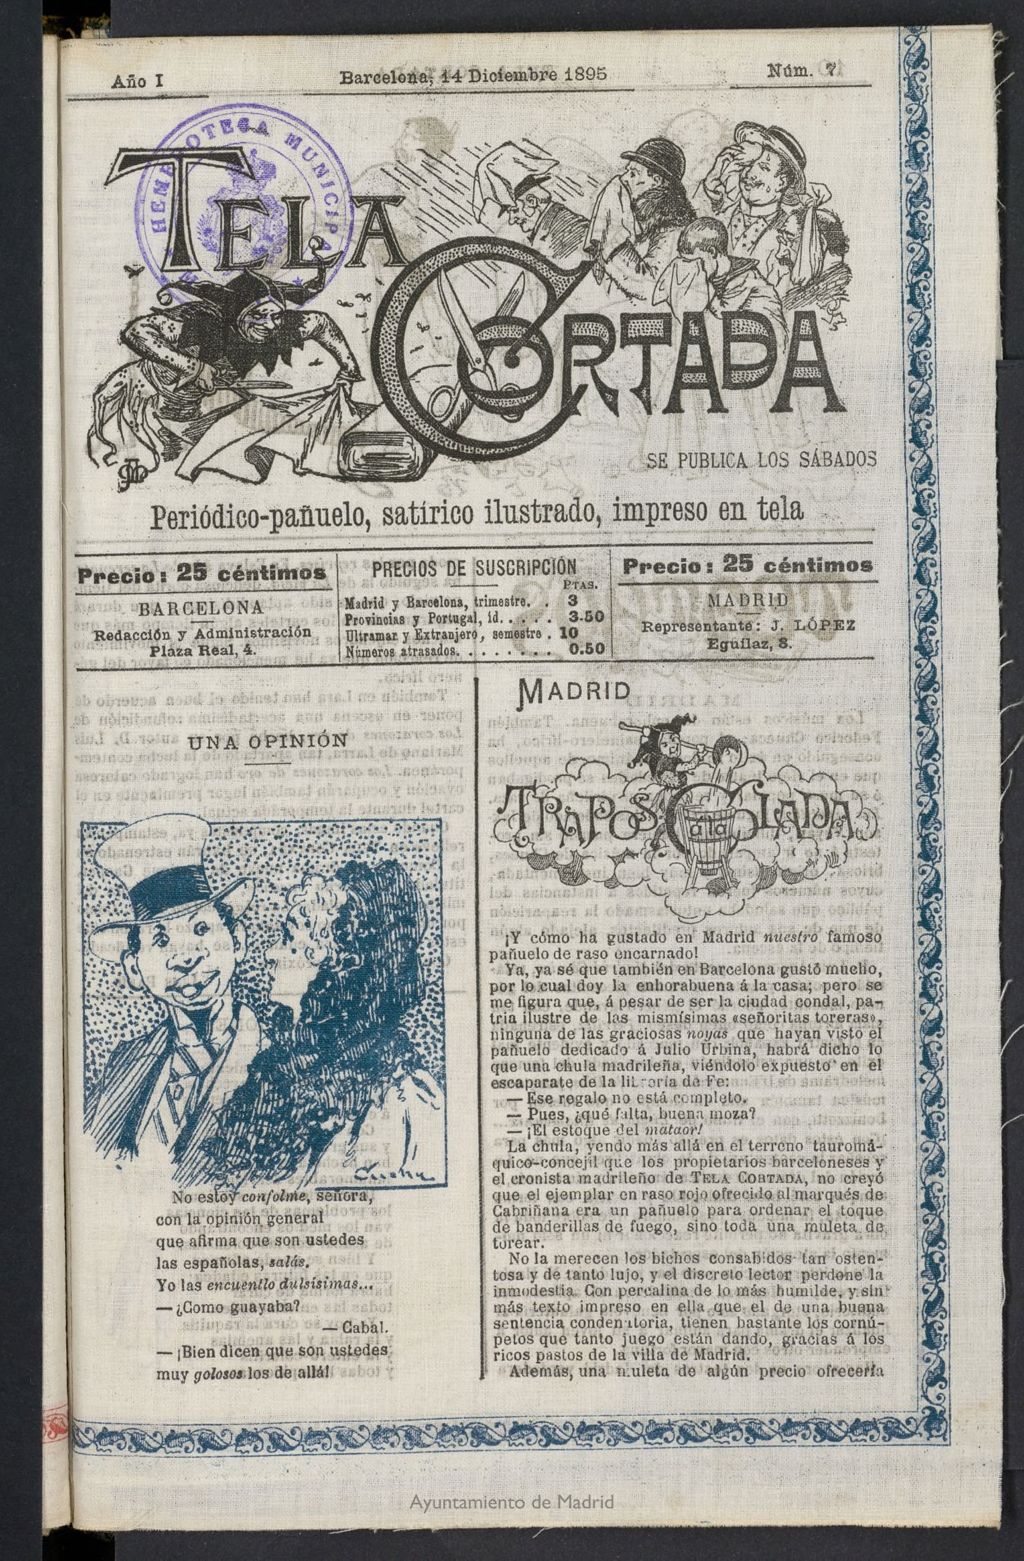 Año I
Barcelona, 14 Diciembre 1895
Núm. 7.
HEMEROTECA MUNICIPAL
TELA
CORTADA
SE PUBLICA LOS SÁBADOS
Periódico-pañuelo, satírico ilustrado, impreso en tela
Precio: 25 céntimos
BARCELONA
Redacción y Administración
Plaza Real, 4.
PRECIOS DE SUSCRIPCIÓN
PTAS.
Madrid y Barcelona, trimestre. . 3
Provincias y Portugal, id. . . . . 3.50
Ultramar y Extranjero, semestre . 10
Números atrasados. . . . . . . . . 0.50
Precio: 25 céntimos
MADRID
Representante: J. LÓPEZ
Eguílaz, 8.
UNA OPINIÓN
Cuchy
No estoy confolme, señora,
con la opinión general
que afirma que son ustedes
las españolas, salás.
Yo las encuentlo dulsísimas...
—¿Como guayaba?
—Cabal.
—¡Bien dicen que son ustedes
muy golosos los de allá!
MADRID
TRAPOS á la COLADA
¡Y cómo ha gustado en Madrid nuestro famoso
pañuelo de raso encarnado!
Ya, ya sé que también en Barcelona gustó mucho,
por lo cual doy la enhorabuena á la casa; pero se
me figura que, á pesar de ser la ciudad condal, pa-
tria ilustre de las mismísimas «señoritas toreras»,
ninguna de las graciosas noyas que hayan visto el
pañuelo dedicado á Julio Urbina, habrá dicho lo
que una chula madrileña, viéndolo expuesto en el
escaparate de la librería de Fe:
—Ese regalo no está completo.
—Pues, ¿qué falta, buena moza?
—¡El estoque del mataor!
La chula, yendo más allá en el terreno tauromá-
quico-concejil que los propietarios barceloneses y
el cronista madrileño de TELA CORTADA, no creyó
que el ejemplar en raso rojo ofrecido al marqués de
Cabriñana era un pañuelo para ordenar el toque
de banderillas de fuego, sino toda una muleta de
torear.
No la merecen los bichos consabidos tan osten-
tosa y de tanto lujo, y el discreto lector perdone la
inmodestia. Con percalina de lo más humilde, y sin
más texto impreso en ella que el de una buena
sentencia condenatoria, tienen bastante los cornú-
petos que tanto juego están dando, gracias á los
ricos pastos de la villa de Madrid.
Además, una muleta de algún precio ofrecería
Ayuntamiento de Madrid